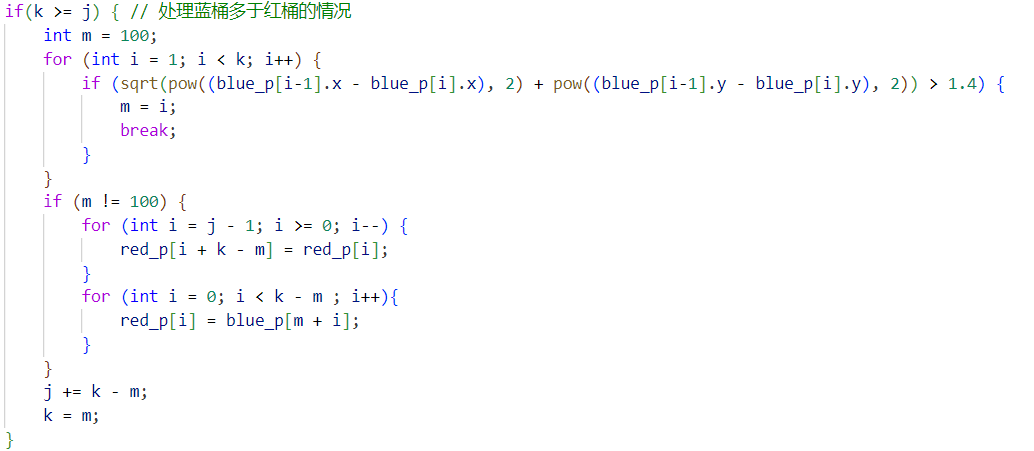 if(k >= j) { // 处理蓝桶多于红桶的情况
    int m = 100;
    for (int i = 1; i < k; i++) {
        if (sqrt(pow((blue_p[i-1].x - blue_p[i].x), 2) + pow((blue_p[i-1].y - blue_p[i].y), 2)) > 1.4) {
            m = i;
            break;
        }
    }
    if (m != 100) {
        for (int i = j - 1; i >= 0; i--) {
            red_p[i + k - m] = red_p[i];
        }
        for (int i = 0; i < k - m ; i++){
            red_p[i] = blue_p[m + i];
        }
    }
    j += k - m;
    k = m;
}